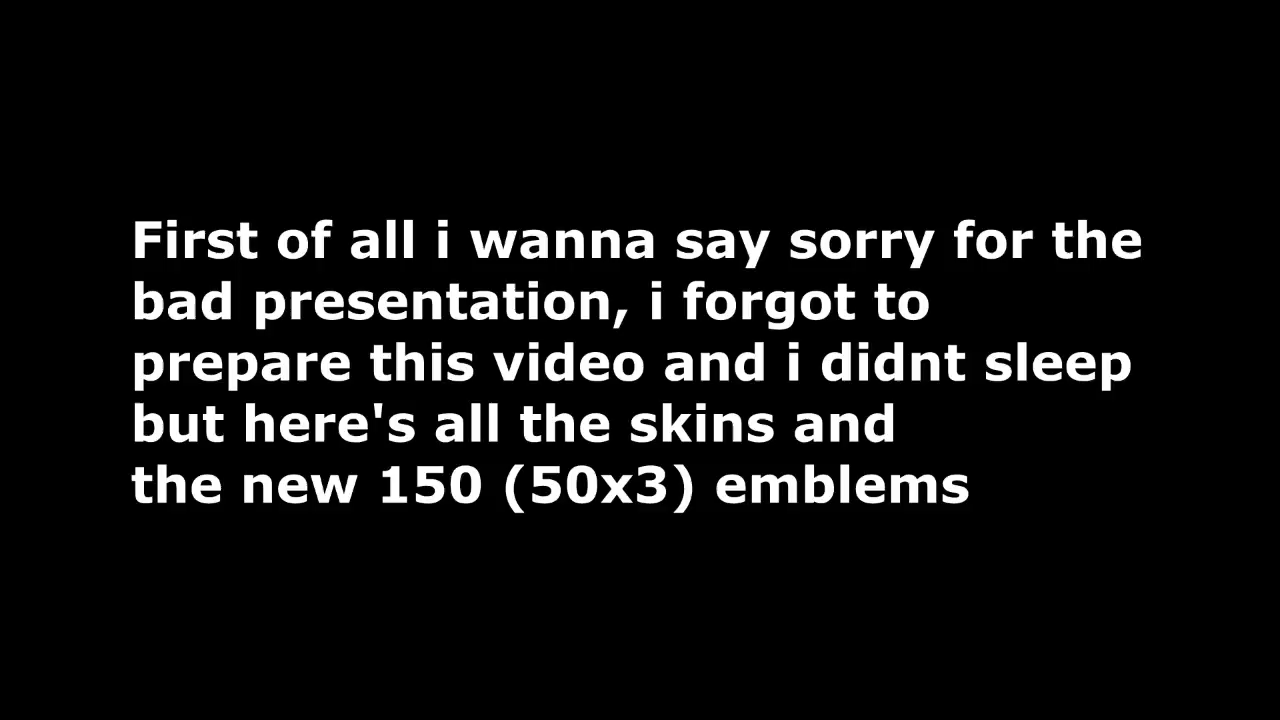 First of all i wanna say sorry for the
bad presentation, i forgot to
prepare this video and i didnt sleep
but here's all the skins and
the new 150 (50x3) emblems